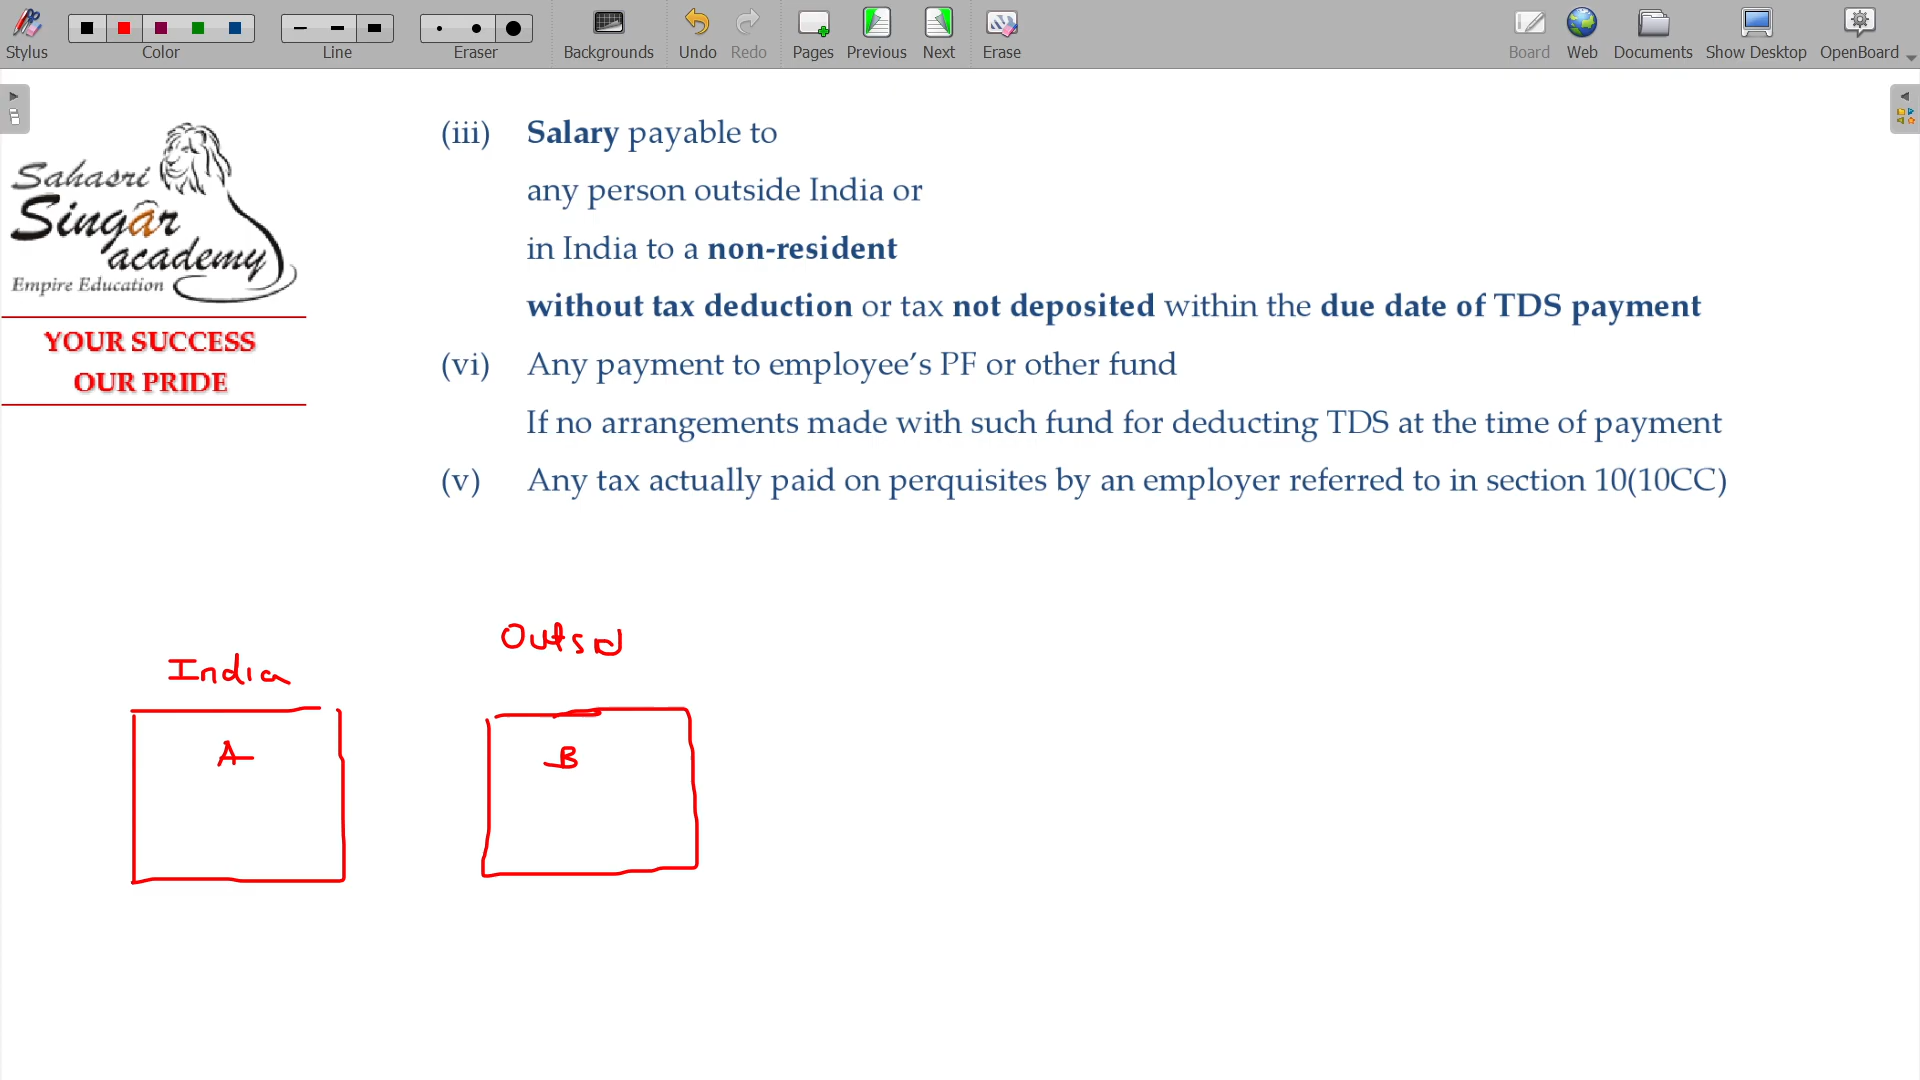 Stylus Color Line Eraser Backgrounds Undo Redo Pages Previous Next Erase Board Web Documents Show Desktop OpenBoard
Sahasri
Singar
academy
Empire Education
YOUR SUCCESS
OUR PRIDE
(iii) Salary payable to
any person outside India or
in India to a non-resident
without tax deduction or tax not deposited within the due date of TDS payment
(vi) Any payment to employee’s PF or other fund
If no arrangements made with such fund for deducting TDS at the time of payment
(v) Any tax actually paid on perquisites by an employer referred to in section 10(10CC)
India
Outsid
A
B